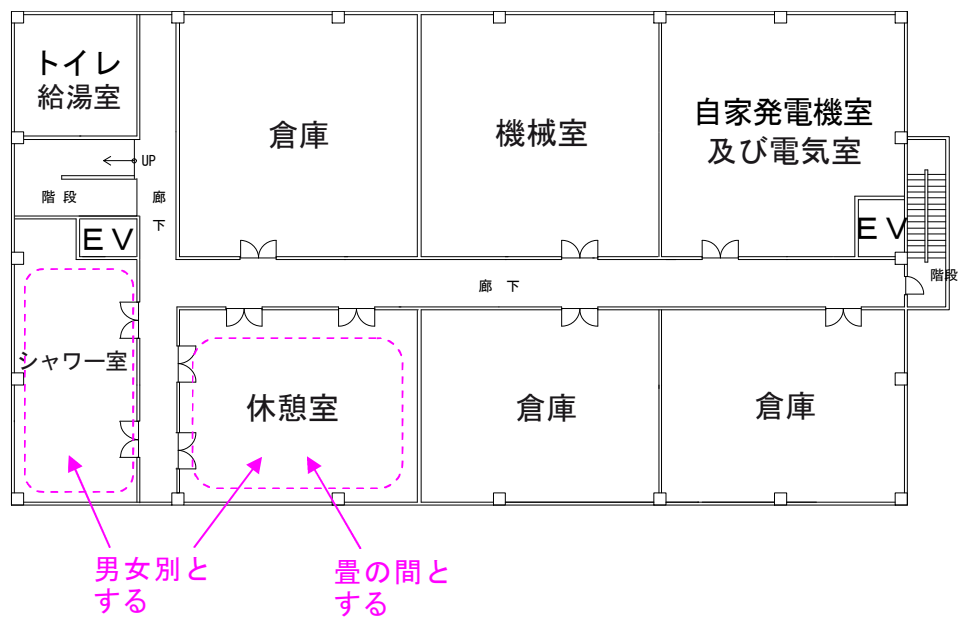 トイレ
給湯室
倉庫
機械室
自家発電機室
及び電気室
UP
階段
廊
下
EV
EV
階段
廊下
シャワー室
休憩室
倉庫
倉庫
男女別と
する
畳の間と
する